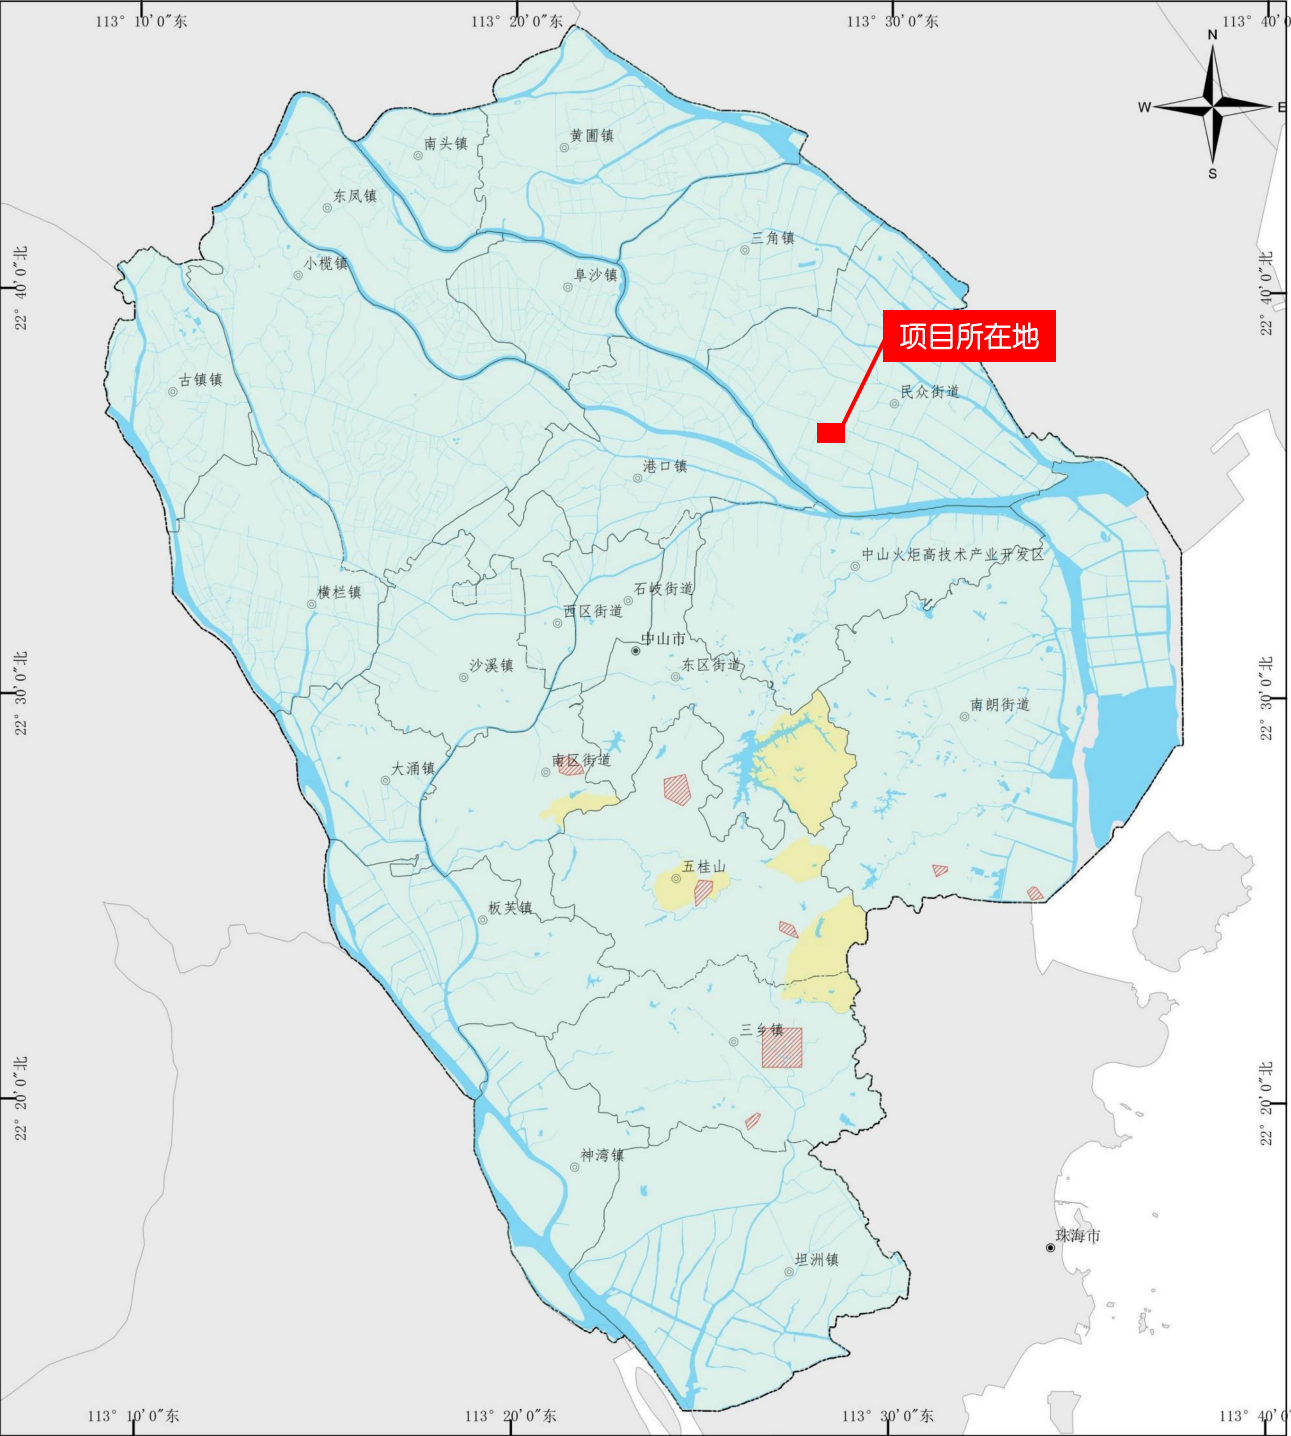 113° 10'0"东
113° 20'0"东
113° 30'0"东
113° 40'0
N
W
E
S
黄圃镇
南头镇
东凤镇
三角镇
小榄镇
阜沙镇
22° 40'0"北
22° 40'0"北
项目所在地
古镇镇
民众街道
港口镇
中山火炬高技术产业开发区
横栏镇
石岐街道
西区街道
中山市
沙溪镇
东区街道
22° 30'0"北
22° 30'0"北
南朗街道
南区街道
大涌镇
五桂山
板芙镇
三乡镇
22° 20'0"北
22° 20'0"北
神湾镇
珠海市
坦洲镇
113° 10'0"东
113° 20'0"东
113° 30'0"东
113° 40'0